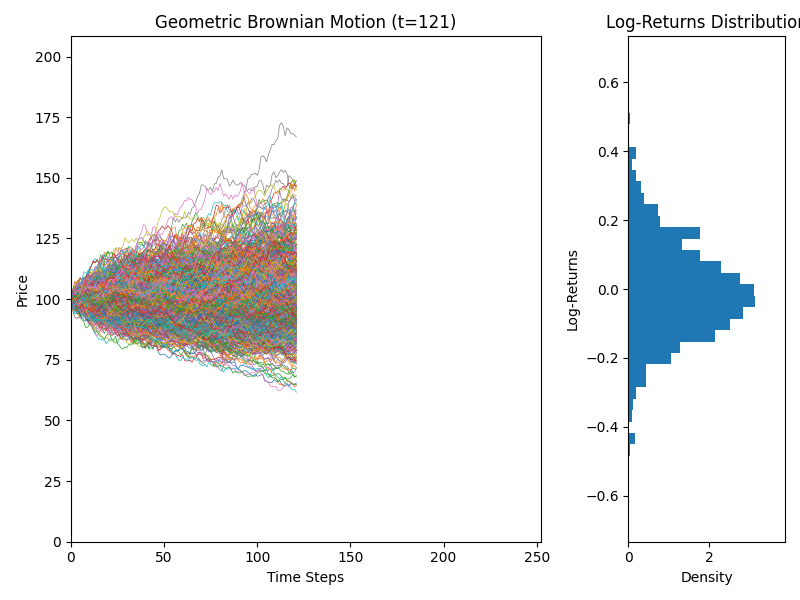 Geometric Brownian Motion (t=121)
Price
200
175
150
125
100
75
50
25
0
0 50 100 150 200 250
Time Steps
Log-Returns Distribution
Log-Returns
0.6
0.4
0.2
0.0
−0.2
−0.4
−0.6
0 2
Density